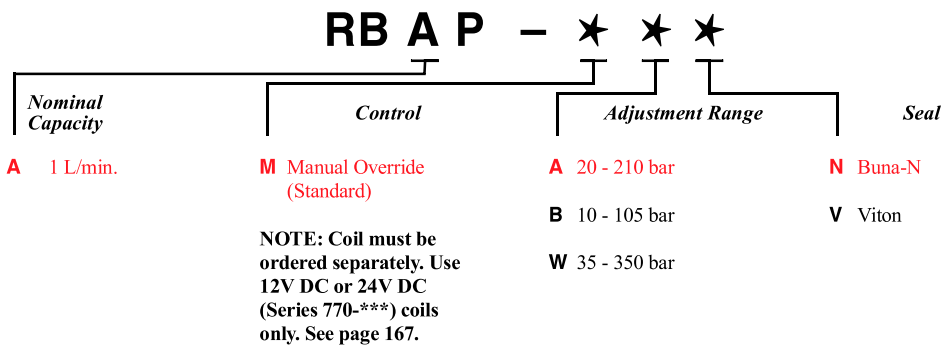 RB A P – * * *
Nominal
Capacity
Control
Adjustment Range
Seal
A 1 L/min.
M Manual Override
(Standard)
A 20 - 210 bar
N Buna-N
NOTE: Coil must be
ordered separately. Use
12V DC or 24V DC
(Series 770-***) coils
only. See page 167.
B 10 - 105 bar
V Viton
W 35 - 350 bar